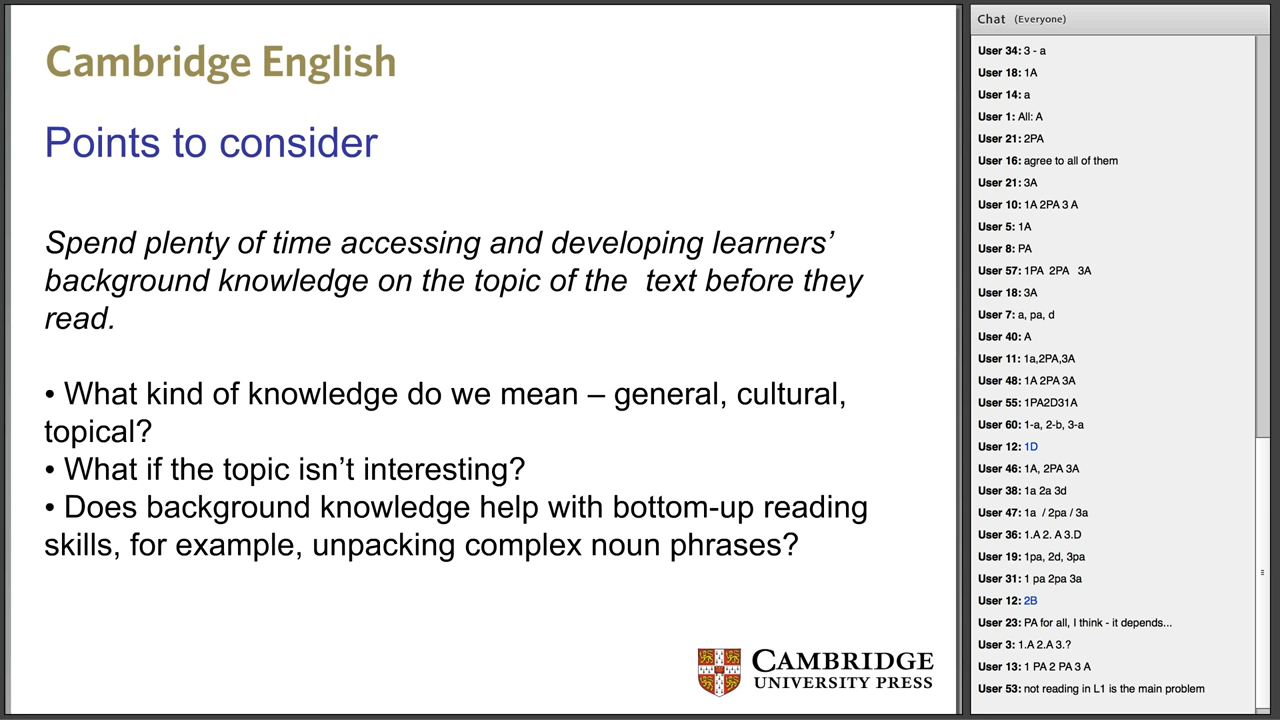 Cambridge English
Points to consider
Spend plenty of time accessing and developing learners’
background knowledge on the topic of the  text before they
read.
• What kind of knowledge do we mean – general, cultural,
topical?
• What if the topic isn’t interesting?
• Does background knowledge help with bottom-up reading
skills, for example, unpacking complex noun phrases?
CAMBRIDGE
UNIVERSITY PRESS
Chat (Everyone)
User 34: 3 - a
User 18: 1A
User 14: a
User 1: All: A
User 21: 2PA
User 16: agree to all of them
User 21: 3A
User 10: 1A 2PA 3 A
User 5: 1A
User 8: PA
User 57: 1PA  2PA  3A
User 18: 3A
User 7: a, pa, d
User 40: A
User 11: 1a,2PA,3A
User 48: 1A 2PA 3A
User 55: 1PA2D31A
User 60: 1-a, 2-b, 3-a
User 12: 1D
User 46: 1A, 2PA 3A
User 38: 1a 2a 3d
User 47: 1a  / 2pa / 3a
User 36: 1.A 2. A 3.D
User 19: 1pa, 2d, 3pa
User 31: 1 pa 2pa 3a
User 12: 2B
User 23: PA for all, I think - it depends...
User 3: 1.A 2.A 3.?
User 13: 1 PA 2 PA 3 A
User 53: not reading in L1 is the main problem